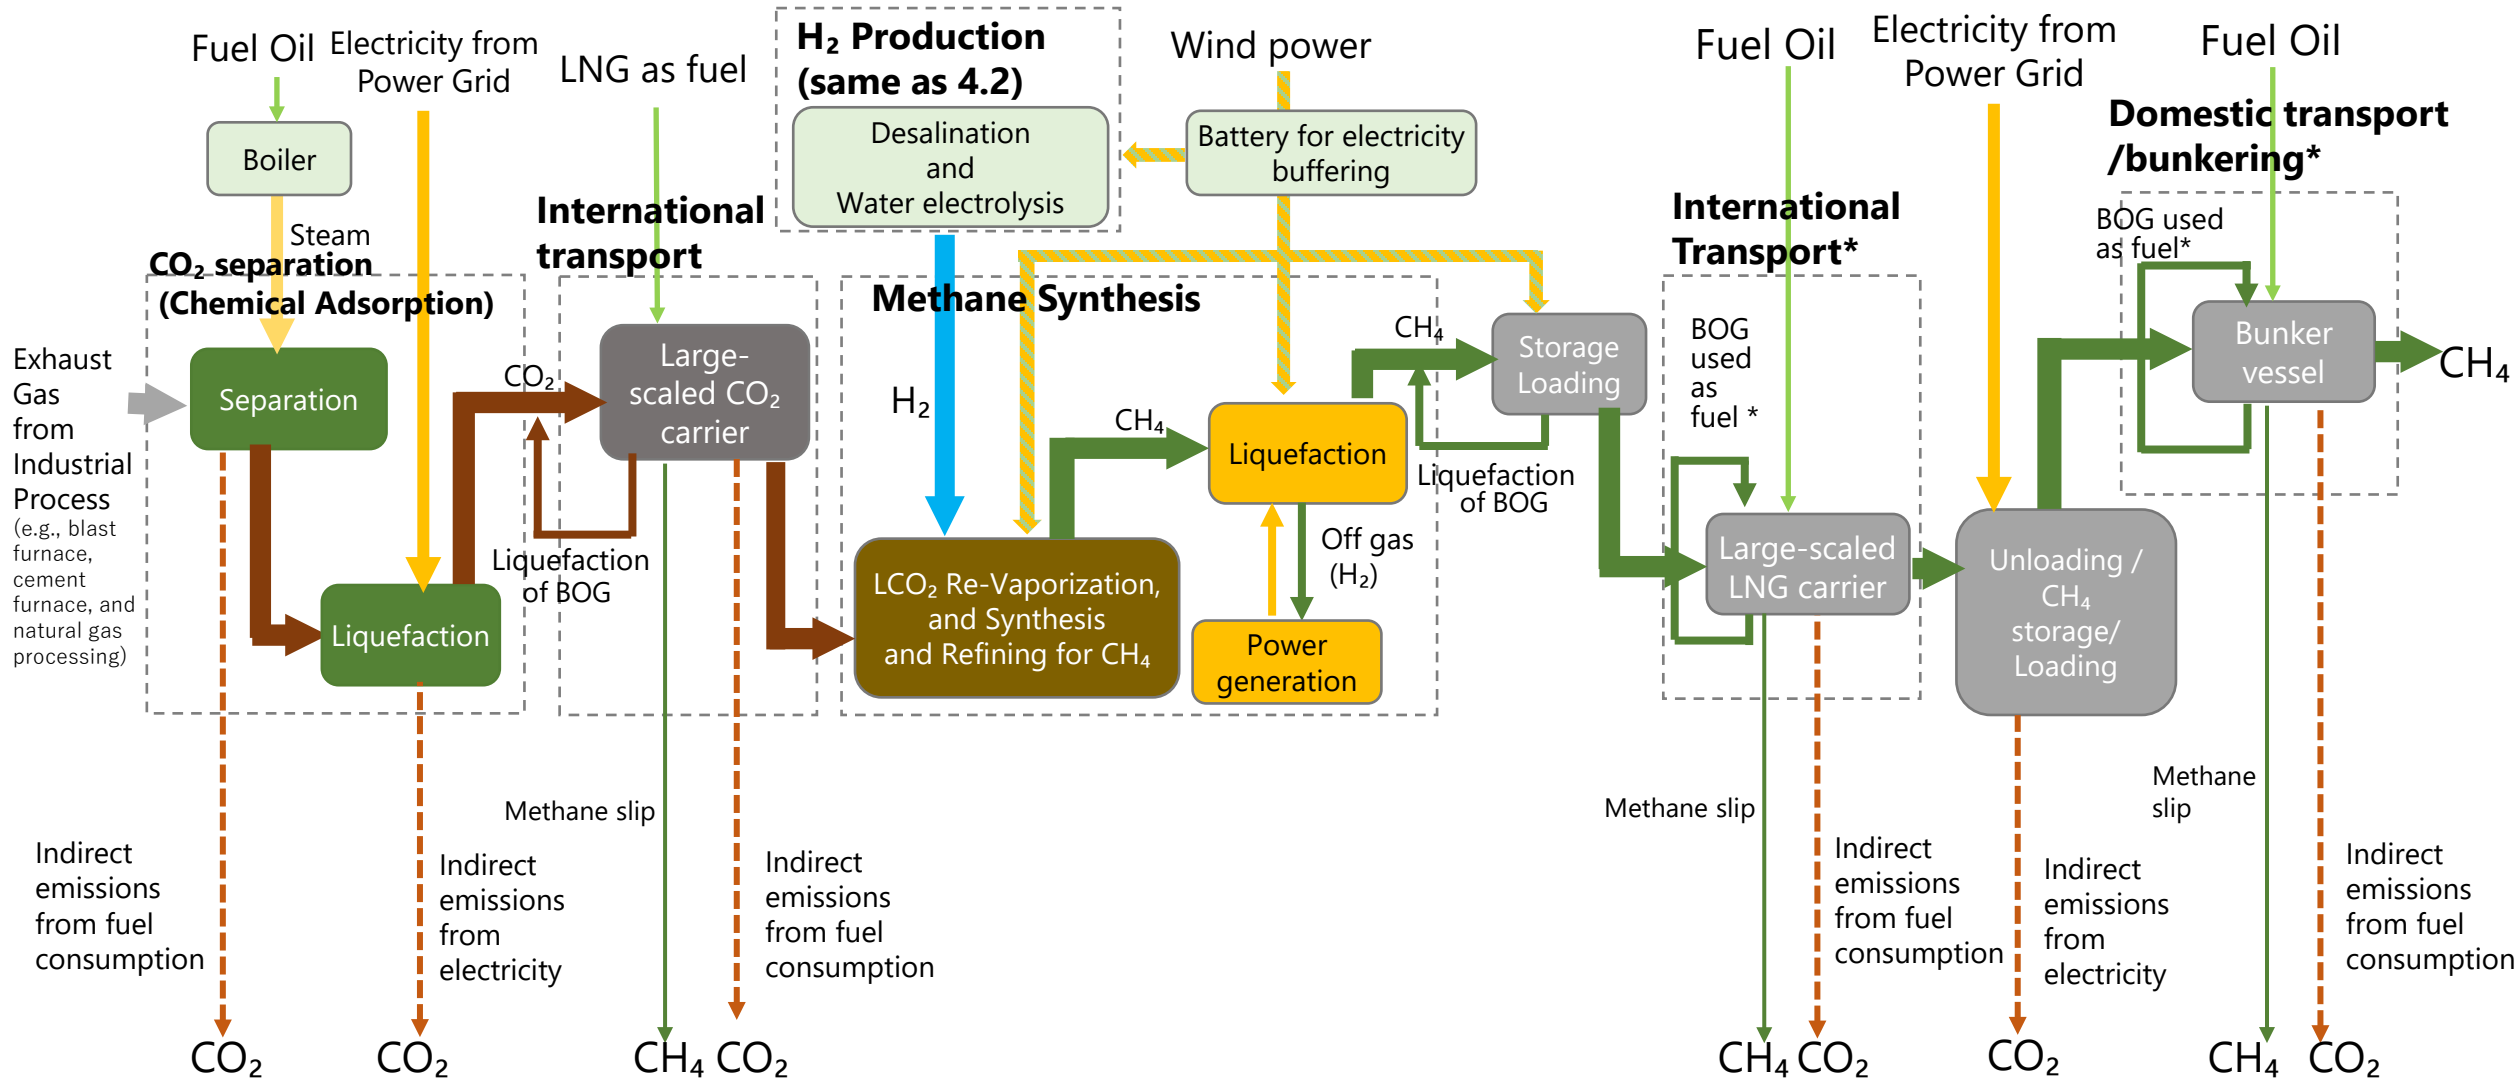 Fuel Oil
Electricity from
Power Grid
LNG as fuel
H₂ Production
(same as 4.2)
Wind power
Fuel Oil
Electricity from
Power Grid
Fuel Oil
Boiler
Desalination
and
Water electrolysis
Battery for electricity
buffering
Domestic transport
/bunkering*
Steam
CO₂ separation
(Chemical Adsorption)
International
transport
Methane Synthesis
International
Transport*
BOG used
as fuel*
Exhaust
Gas
from
Industrial
Process
(e.g., blast
furnace,
cement
furnace, and
natural gas
processing)
Separation
Liquefaction
CO₂
Large-
scaled CO₂
carrier
Liquefaction
of BOG
H₂
LCO₂ Re-Vaporization,
and Synthesis
and Refining for CH₄
CH₄
Liquefaction
Off gas
(H₂)
Power
generation
CH₄
Storage
Loading
Liquefaction
of BOG
BOG
used
as
fuel *
Large-scaled
LNG carrier
Unloading /
CH₄
storage/
Loading
Bunker
vessel
CH₄
Indirect
emissions
from fuel
consumption
Indirect
emissions
from
electricity
Methane slip
Indirect
emissions
from fuel
consumption
Methane slip
Indirect
emissions
from fuel
consumption
Indirect
emissions
from
electricity
Methane
slip
Indirect
emissions
from fuel
consumption
CO₂
CO₂
CH₄ CO₂
CH₄ CO₂
CO₂
CH₄ CO₂